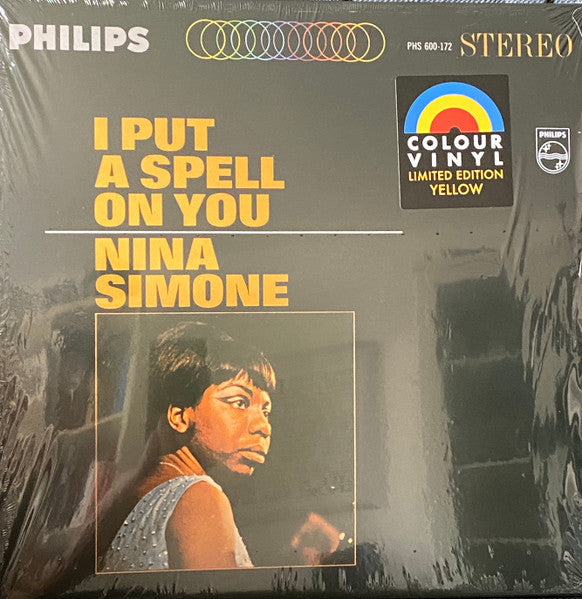 PHILIPS
PHS 600-172
STEREO
COLOUR
VINYL
LIMITED EDITION
YELLOW
PHILIPS
I PUT
A SPELL
ON YOU
NINA
SIMONE